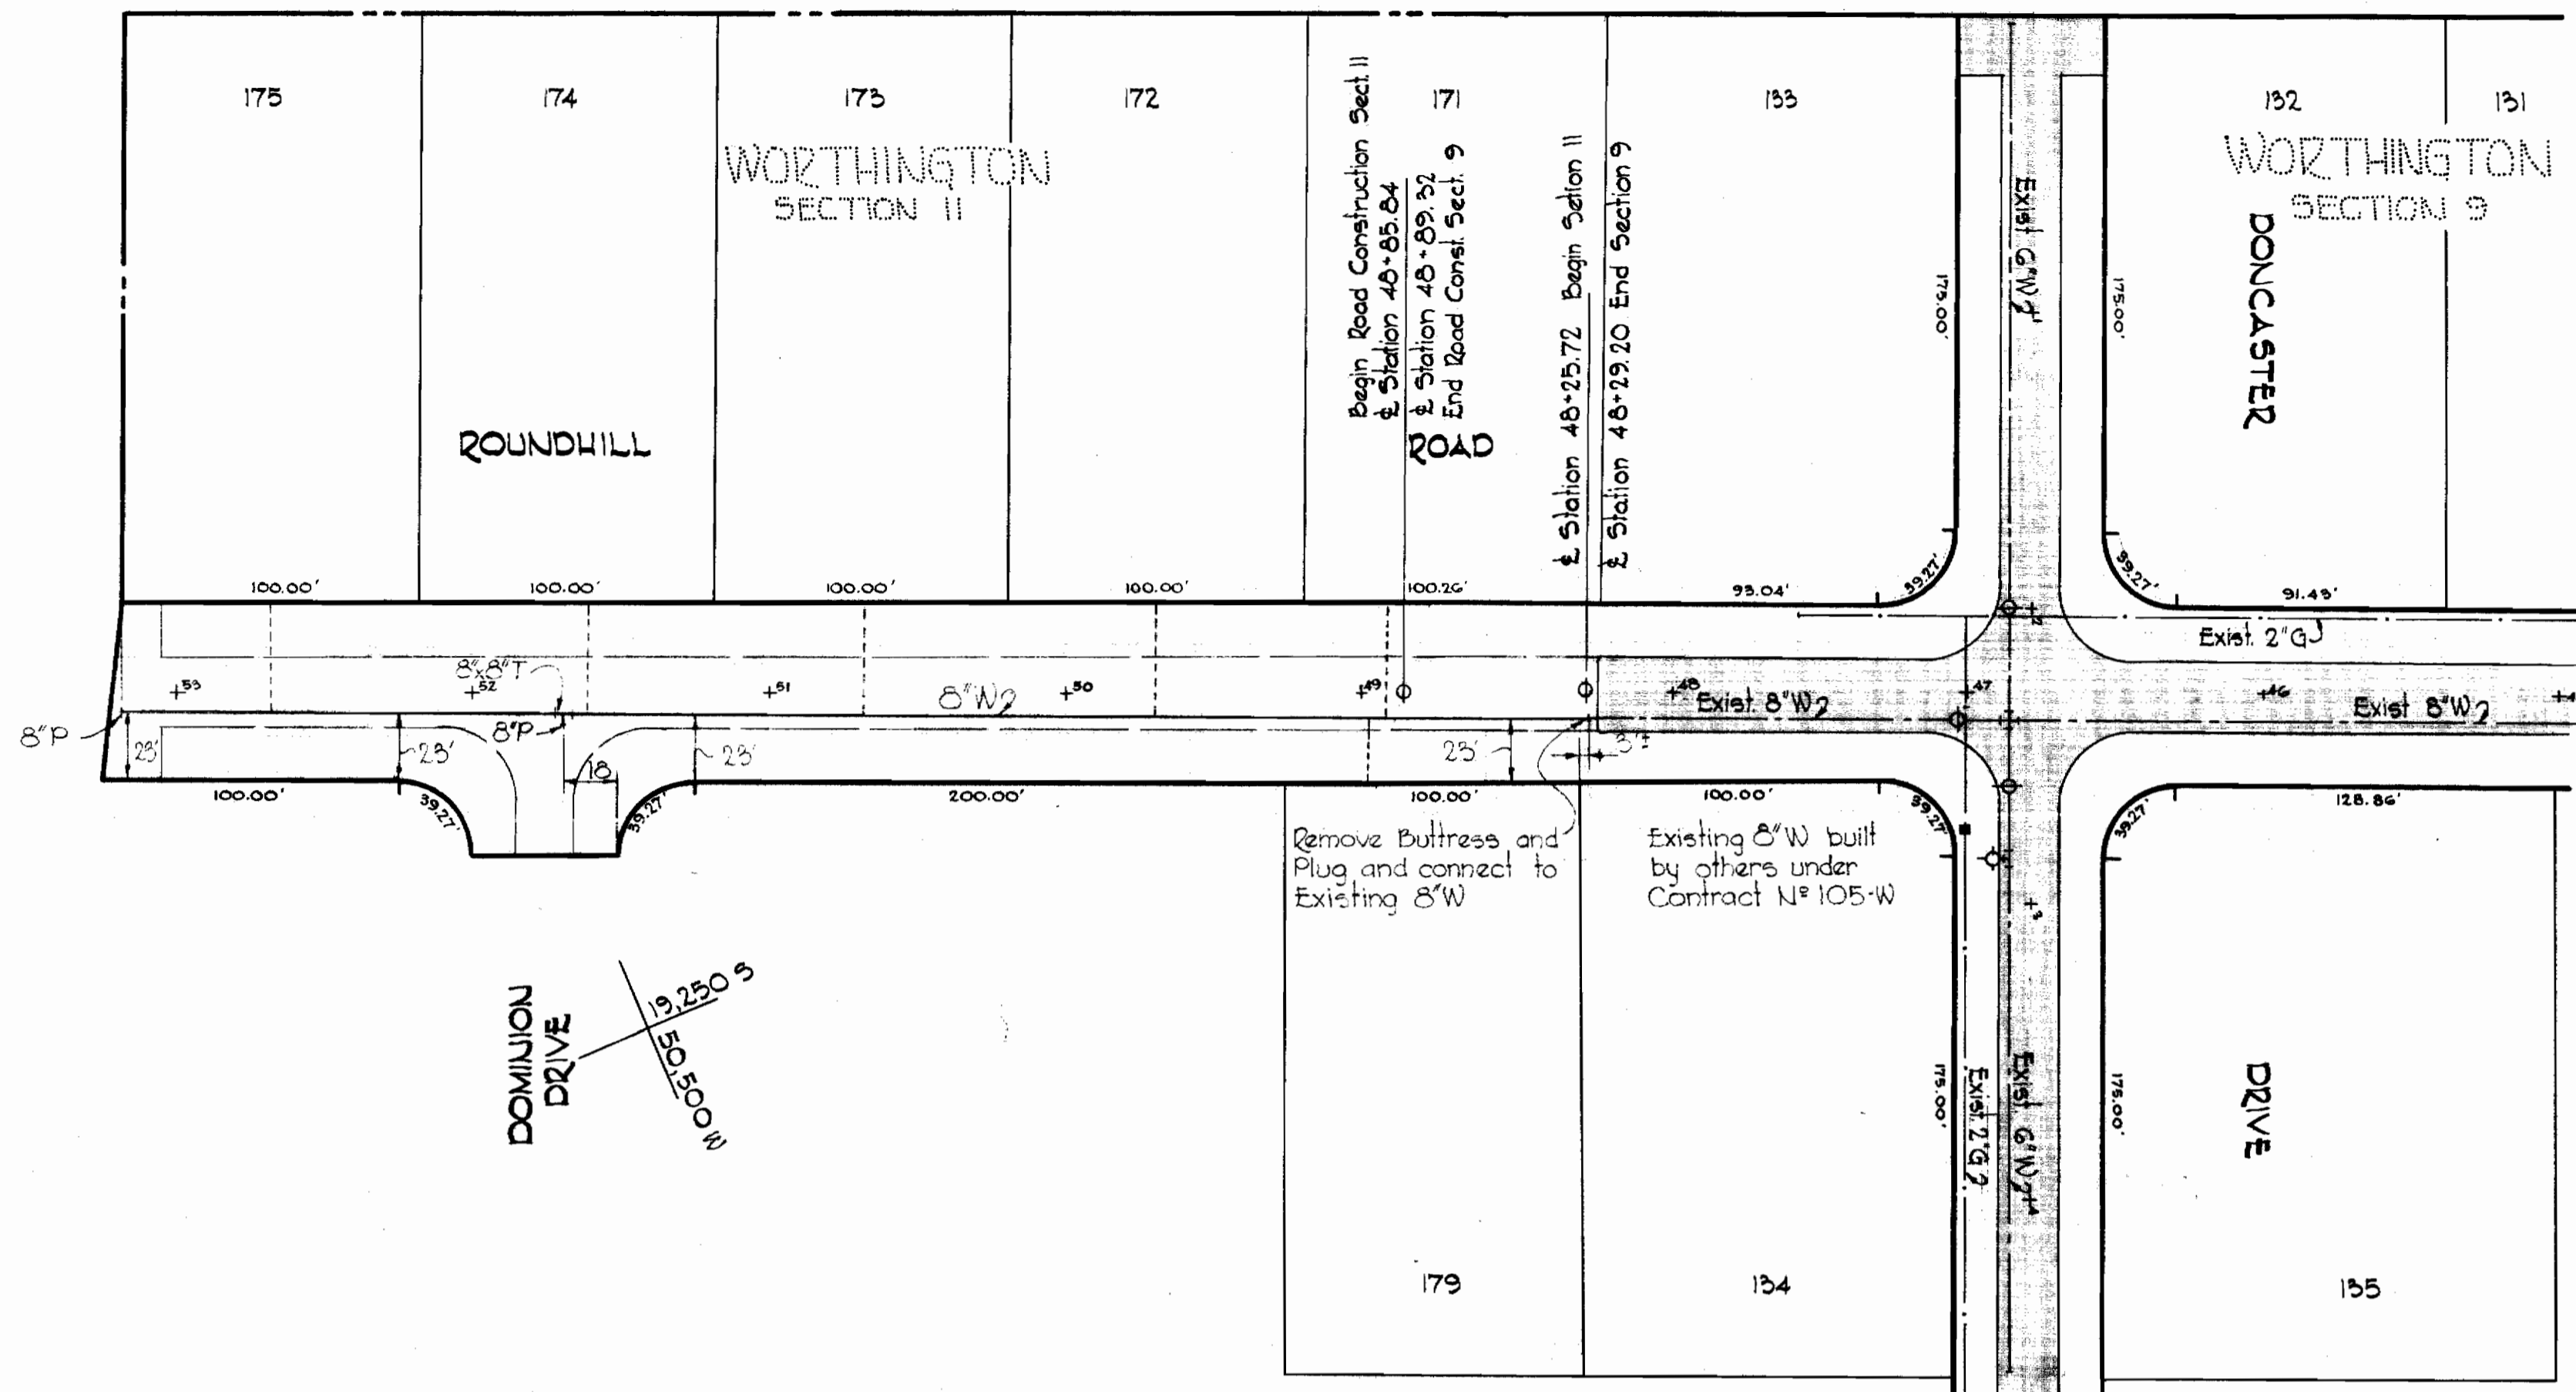 175
174
173
172
171
133
132
131
WORTHINGTON
SECTION 11
WORTHINGTON
SECTION 9
Begin Road Construction Sect. 11
℄ Station 48+85.84
℄ Station 48+89.32
End Road Const. Sect. 9
℄ Station 48+25.72 Begin Setion 11
℄ Station 48+29.20 End Section 9
Exist. 6"W
175.00'
175.00'
DONCASTER
ROUNDHILL
ROAD
100.00'
100.00'
100.00'
100.00'
100.26'
93.04'
39.27'
39.27'
91.43'
Exist. 2"G
8"x8"T
+53
+52
+51
8"W
+50
+49
+48
Exist. 8"W
+47
+46
Exist 8"W
+2
8"P
23'
23'
8"P
18
23'
23'
3'±
100.00'
39.27'
39.27'
200.00'
100.00'
100.00'
39.27'
39.27'
128.86'
Remove Buttress and
Plug and connect to
Existing 8"W
Existing 8"W built
by others under
Contract Nº 105-W
+3
DOMINION
DRIVE
19,250 S
50,500 W
175.00'
Exist. 2"G
Exist. 6"W
+4
175.00'
DRIVE
179
134
135